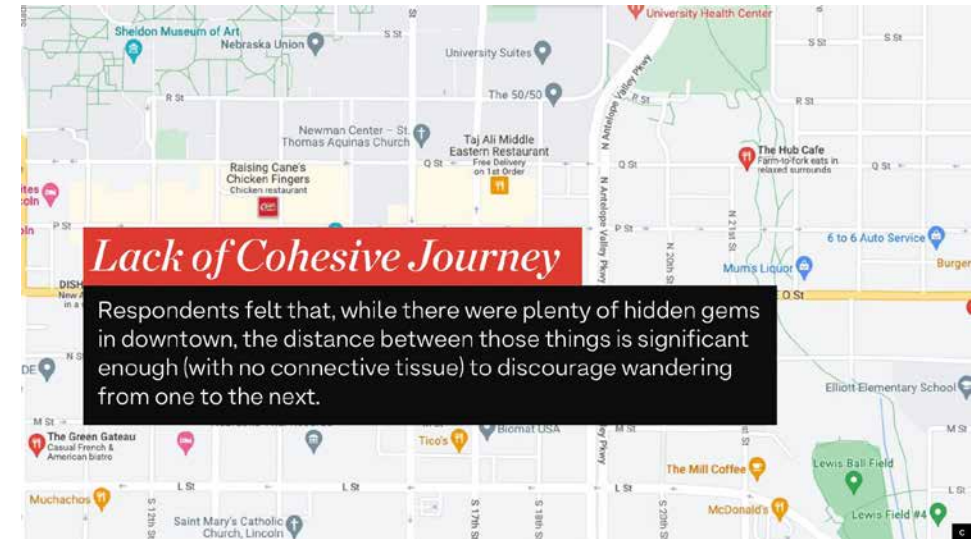 University Health Center
Sheldon Museum of Art
Nebraska Union
S St
S St
S St
University Suites
The 50/50
N Antelope Valley Pkwy
R St
R St
R St
Newman Center – St.
Thomas Aquinas Church
Taj Ali Middle
Eastern Restaurant
Free Delivery
on 1st Order
Q St
Q St
Q St
The Hub Cafe
Farm-to-fork eats in
relaxed surrounds
Raising Cane's
Chicken Fingers
Chicken restaurant
N Antelope Valley Pkwy
P St
P St
P St
N 20th St
N 21st St
6 to 6 Auto Service
Mum's Liquor
Burger
Lack of Cohesive Journey
DISH
O St
Respondents felt that, while there were plenty of hidden gems
in downtown, the distance between those things is significant
enough (with no connective tissue) to discourage wandering
from one to the next.
N St
Elliott Elementary School
M St
M St
M St
The Green Gateau
Casual French &
American bistro
Tico's
Biomat USA
The Mill Coffee
Lewis Ball Field
L St
L St
L St
L St
Muchachos
S 12th St
S 17th St
S 18th St
S 20th St
Saint Mary's Catholic
Church, Lincoln
McDonald's
Lewis Field #4
C